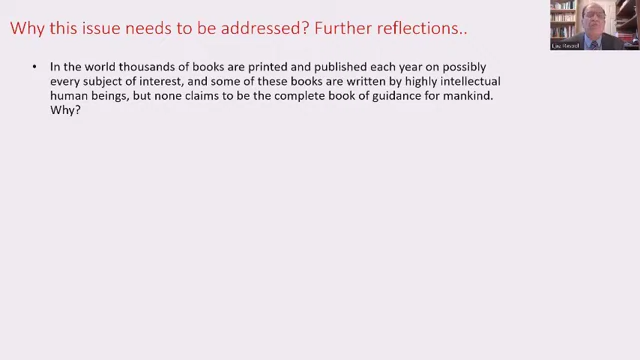 Why this issue needs to be addressed? Further reflections..
• In the world thousands of books are printed and published each year on possibly
every subject of interest, and some of these books are written by highly intellectual
human beings, but none claims to be the complete book of guidance for mankind.
Why?